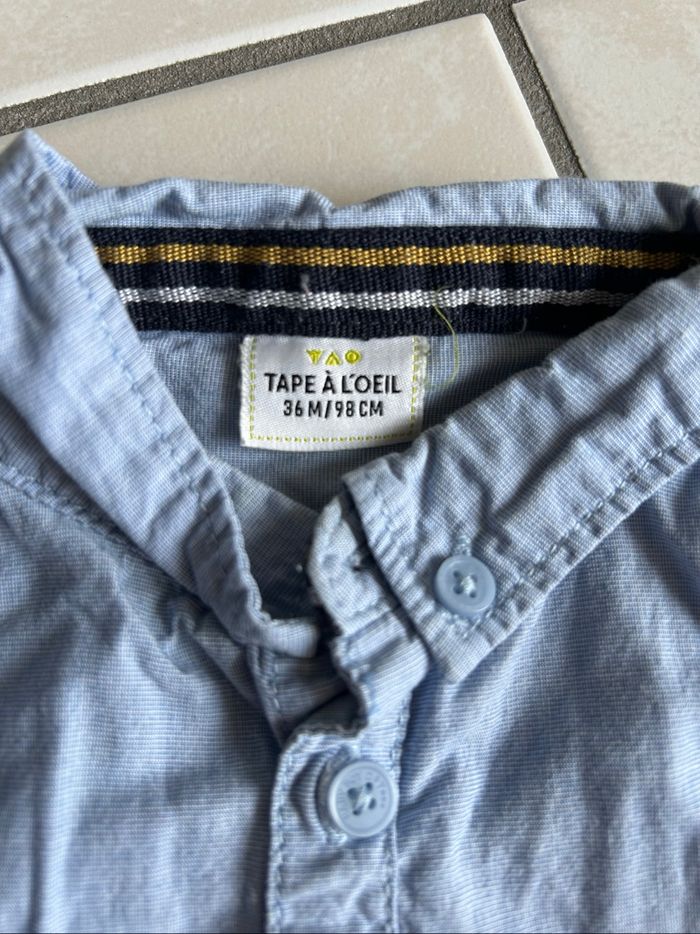 TAO
TAPE À L'OEIL
36M/98CM